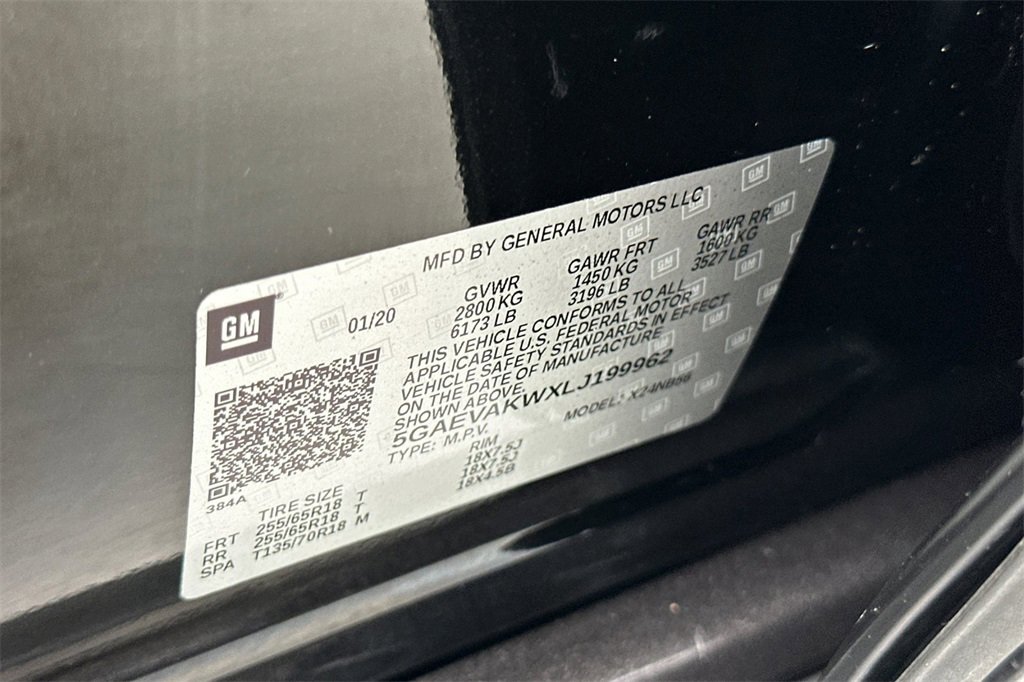 MFD BY GENERAL MOTORS LLC
GM
01/20
GVWR GAWR FRT GAWR RR
2800 KG 1450 KG 1600 KG
6173 LB 3196 LB 3527 LB
THIS VEHICLE CONFORMS TO ALL
APPLICABLE U.S. FEDERAL MOTOR
VEHICLE SAFETY STANDARDS IN EFFECT
ON THE DATE OF MANUFACTURE
SHOWN ABOVE.
5GAEVAKWXLJ199962
TYPE: M.P.V. MODEL: X24NB56
384A
TIRE SIZE RIM
FRT 255/65R18 T 18X7.5J
RR 255/65R18 T 18X7.5J
SPA T135/70R18 M 18X4.5B